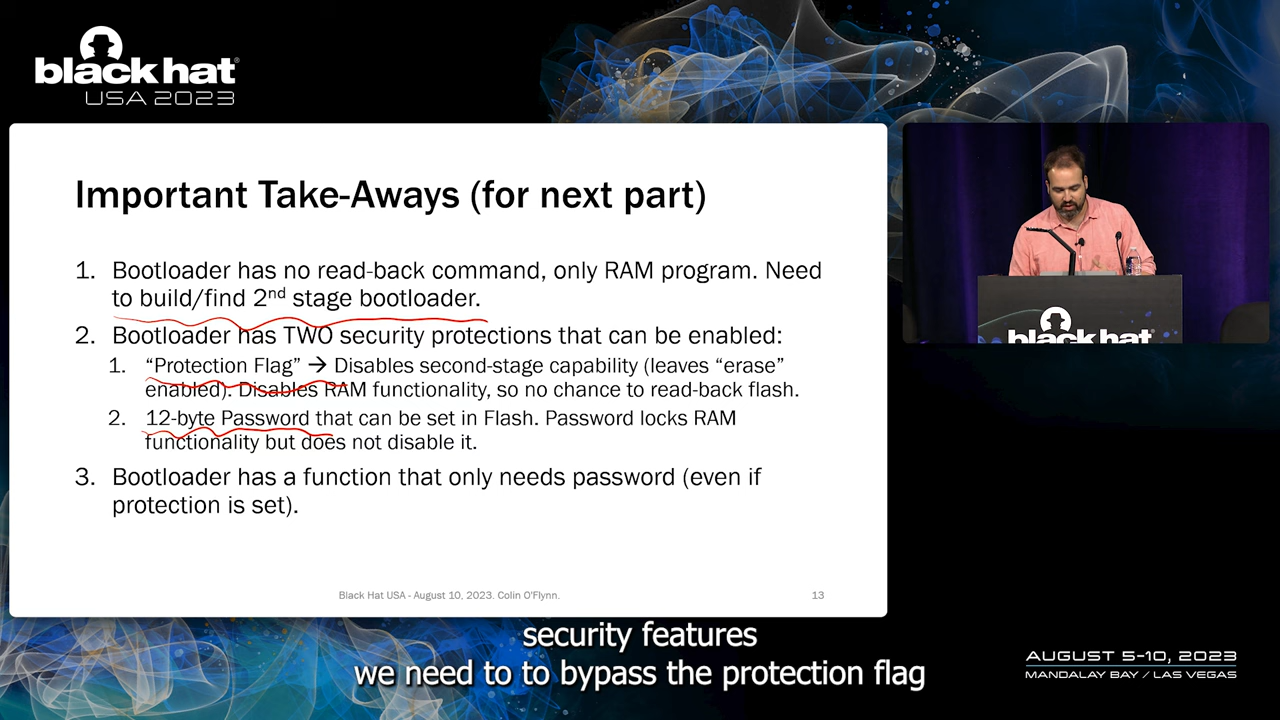 black hat®
USA 2023
Important Take-Aways (for next part)
1. Bootloader has no read-back command, only RAM program. Need
to build/find 2nd stage bootloader.
2. Bootloader has TWO security protections that can be enabled:
1. “Protection Flag” → Disables second-stage capability (leaves “erase”
enabled). Disables RAM functionality, so no chance to read-back flash.
2. 12-byte Password that can be set in Flash. Password locks RAM
functionality but does not disable it.
3. Bootloader has a function that only needs password (even if
protection is set).
Black Hat USA - August 10, 2023. Colin O'Flynn.
13
black hat
security features
we need to to bypass the protection flag
AUGUST 5-10, 2023
MANDALAY BAY / LAS VEGAS